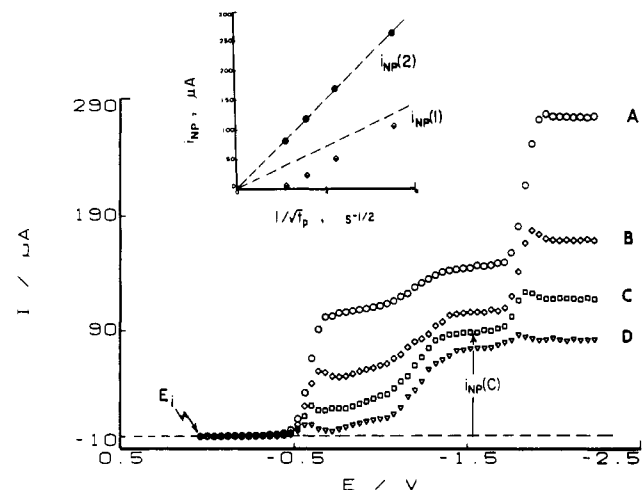 300
250
200
150
100
50
0
i_NP , μA
i_NP(2)
i_NP(1)
1/√t_p , s^-1/2
290
190
90
-10
I / μA
A
B
C
D
i_NP(C)
E_i
0.5
-0.5
-1.5
-2.5
E / V